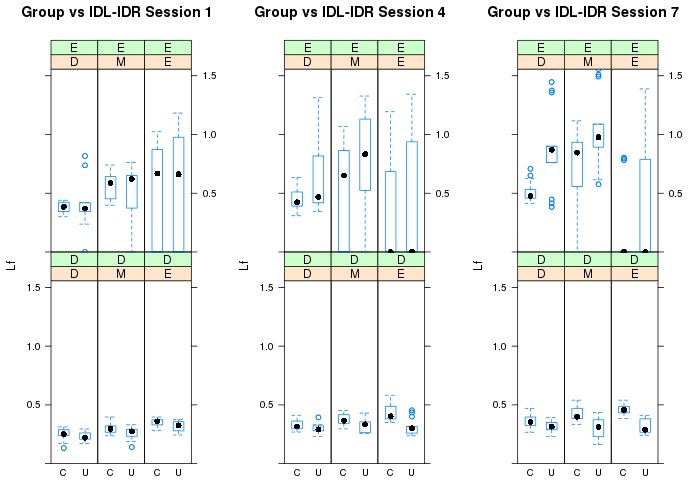 Group vs IDL-IDR Session 1 Group vs IDL-IDR Session 4 Group vs IDL-IDR Session 7
E E E E E E E E E
D M E D M E D M E
1.5 1.5 1.5
1.0 1.0 1.0
0.5 0.5 0.5
Lf Lf Lf
D D D D D D D D D
D M E D M E D M E
1.5 1.5 1.5
1.0 1.0 1.0
0.5 0.5 0.5
C U C U C U C U C U C U C U C U C U